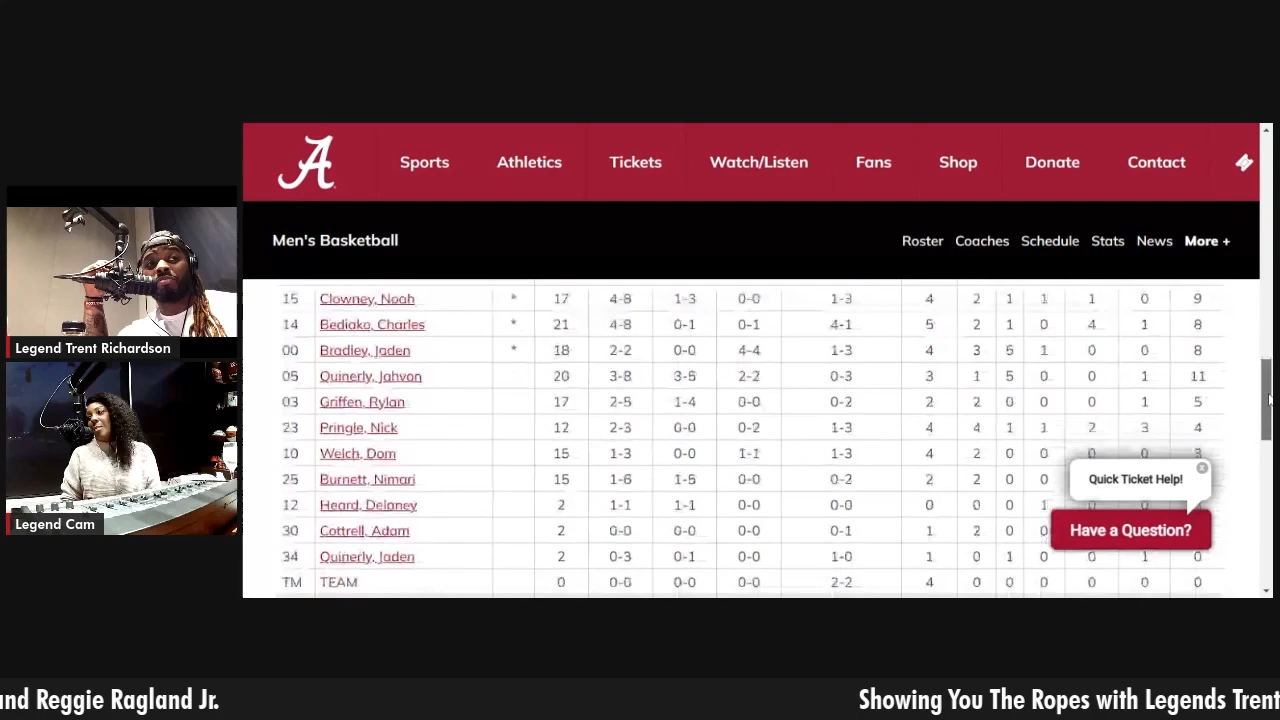 A
Sports Athletics Tickets Watch/Listen Fans Shop Donate Contact
Men's Basketball
Roster Coaches Schedule Stats News More +
15 Clowney, Noah * 17 4-8 1-3 0-0 1-3 4 2 1 1 1 0 9
14 Bediako, Charles * 21 4-8 0-1 0-1 4-1 5 2 1 0 4 1 8
00 Bradley, Jaden * 18 2-2 0-0 4-4 1-3 4 3 5 1 0 0 8
05 Quinerly, Jahvon 20 3-8 3-5 2-2 0-3 3 1 5 0 0 1 11
03 Griffen, Rylan 17 2-5 1-4 0-0 0-2 2 2 0 0 0 1 5
23 Pringle, Nick 12 2-3 0-0 0-2 1-3 4 4 1 1 2 3 4
10 Welch, Dom 15 1-3 0-0 1-1 1-3 4 2 0 0 0 0 3
25 Burnett, Nimari 15 1-6 1-5 0-0 0-2 2 2 0 0
12 Heard, Delaney 2 1-1 1-1 0-0 0-0 0 0 0 1
30 Cottrell, Adam 2 0-0 0-0 0-0 0-1 1 2 0 0
34 Quinerly, Jaden 2 0-3 0-1 0-0 1-0 1 0 1 0 0 1 0
TM TEAM 0 0-0 0-0 0-0 2-2 4 0 0 0 0 0 0
Quick Ticket Help!
Have a Question?
Legend Trent Richardson
Legend Cam
and Reggie Ragland Jr.
Showing You The Ropes with Legends Trent